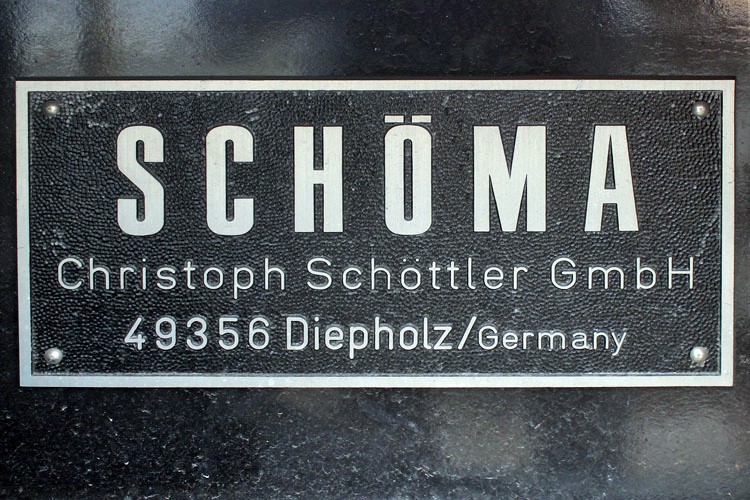 SCHÖMA
Christoph Schöttler GmbH
49356 Diepholz/Germany